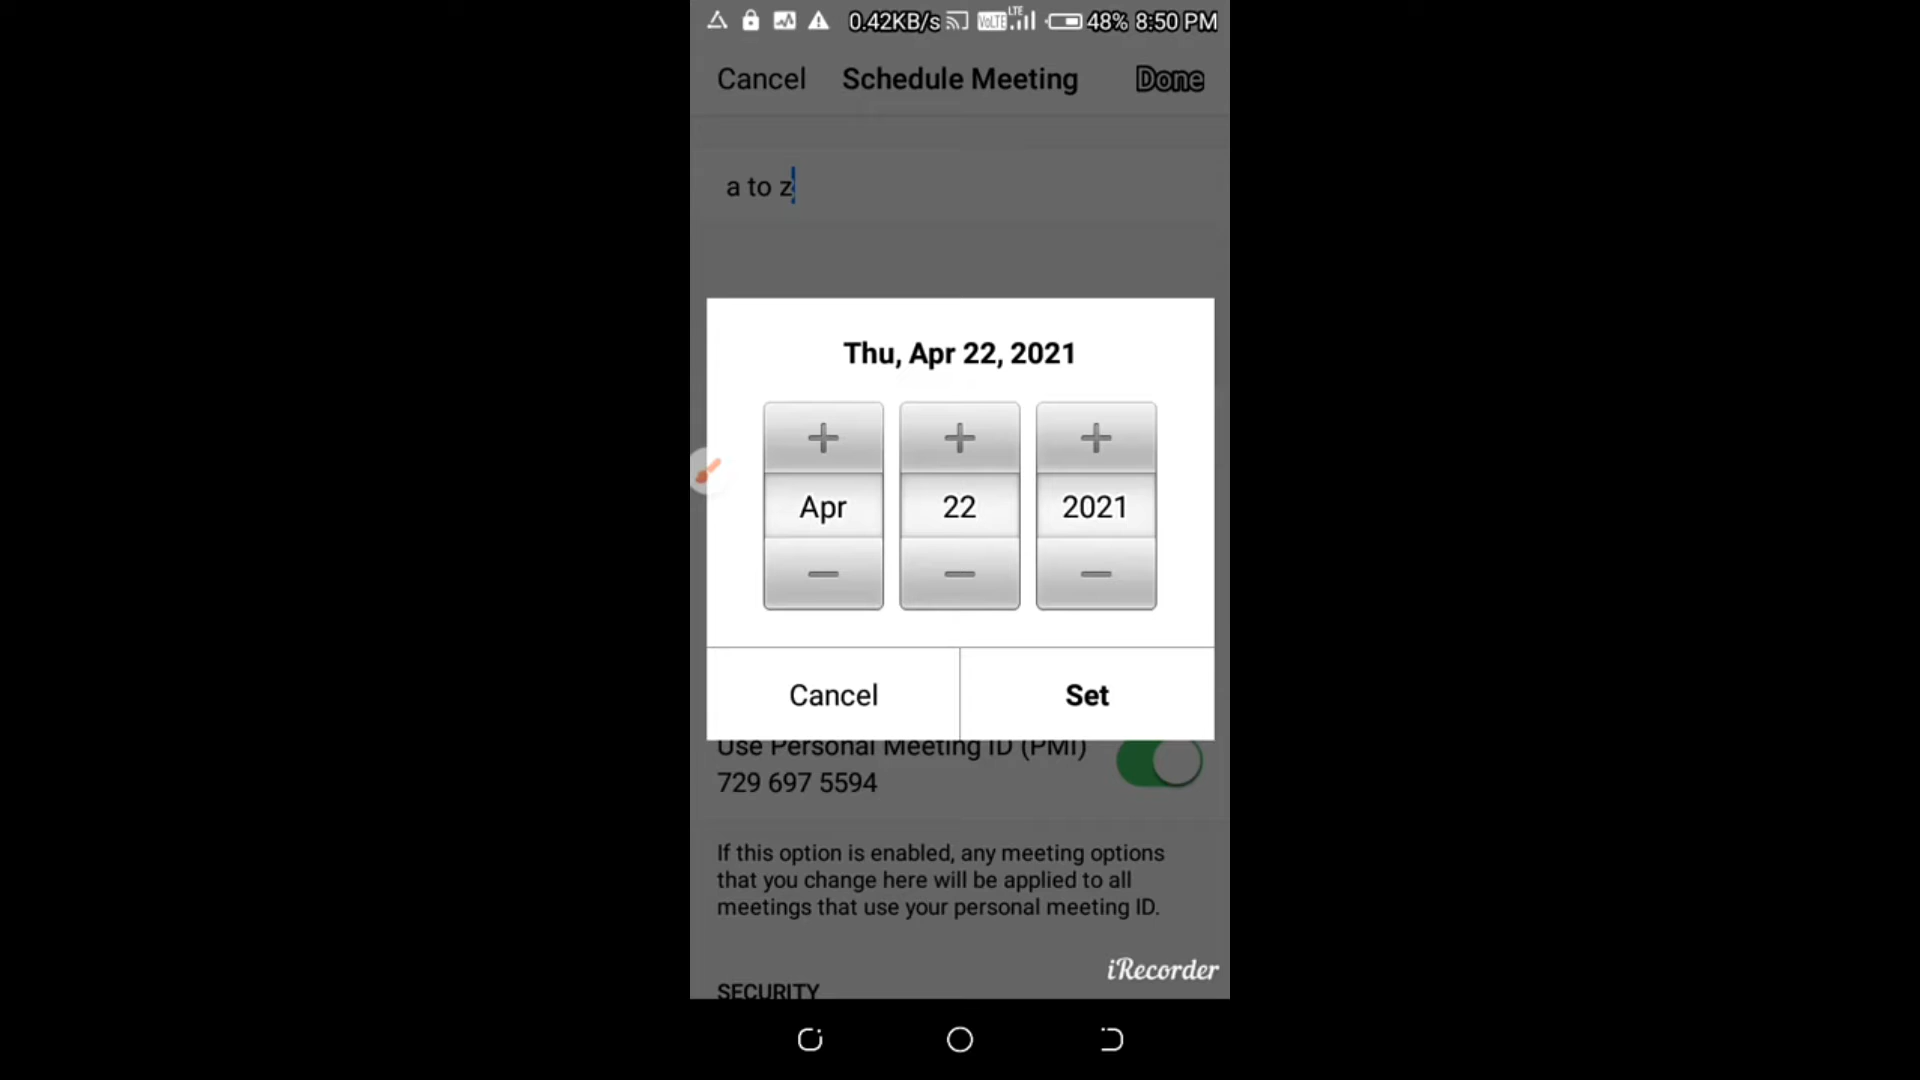 0.42KB/s VoLTE LTE 48% 8:50 PM
Cancel Schedule Meeting Done
a to z
Thu, Apr 22, 2021
Apr 22 2021
Cancel Set
Use Personal Meeting ID (PMI)
729 697 5594
If this option is enabled, any meeting options
that you change here will be applied to all
meetings that use your personal meeting ID.
iRecorder
SECURITY